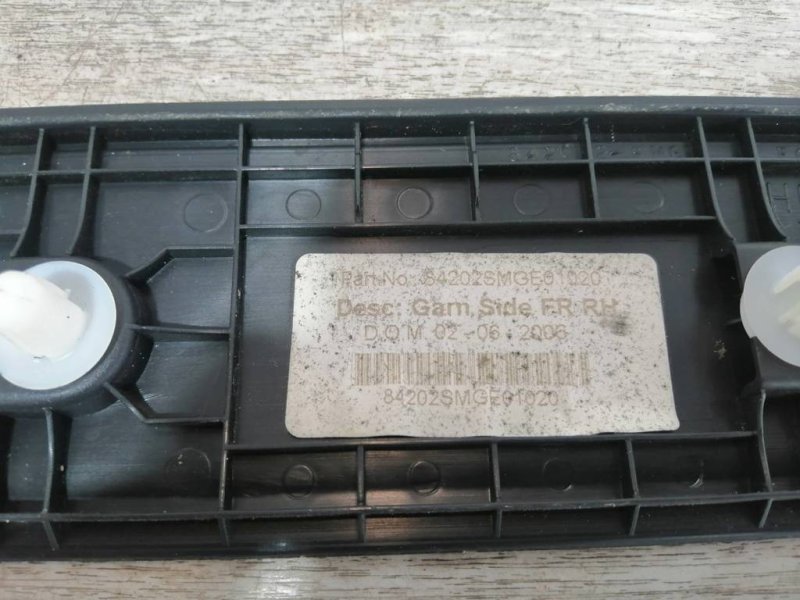 Part No.: 84202SMGE01020
Desc: Garn Side FR RH
D.O.M 02 - 06 - 2006
84202SMGE01020